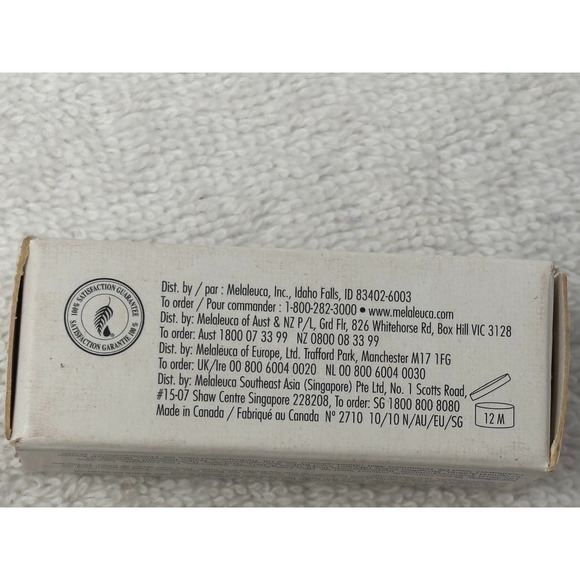 100% SATISFACTION GUARANTEE
SATISFACTION GARANTIE 100%
Dist. by / par : Melaleuca, Inc., Idaho Falls, ID 83402-6003
To order / Pour commander : 1-800-282-3000 • www.melaleuca.com
Dist. by: Melaleuca of Aust & NZ P/L, Grd Flr, 826 Whitehorse Rd, Box Hill VIC 3128
To order: Aust 1800 07 33 99 NZ 0800 08 33 99
Dist. by: Melaleuca of Europe, Ltd. Trafford Park, Manchester M17 1FG
To order: UK/Ire 00 800 6004 0020 NL 00 800 6004 0030
Dist. by: Melaleuca Southeast Asia (Singapore) Pte Ltd, No. 1 Scotts Road,
#15-07 Shaw Centre Singapore 228208, To order: SG 1800 800 8080
Made in Canada / Fabriqué au Canada N° 2710 10/10 N/AU/EU/SG
12 M